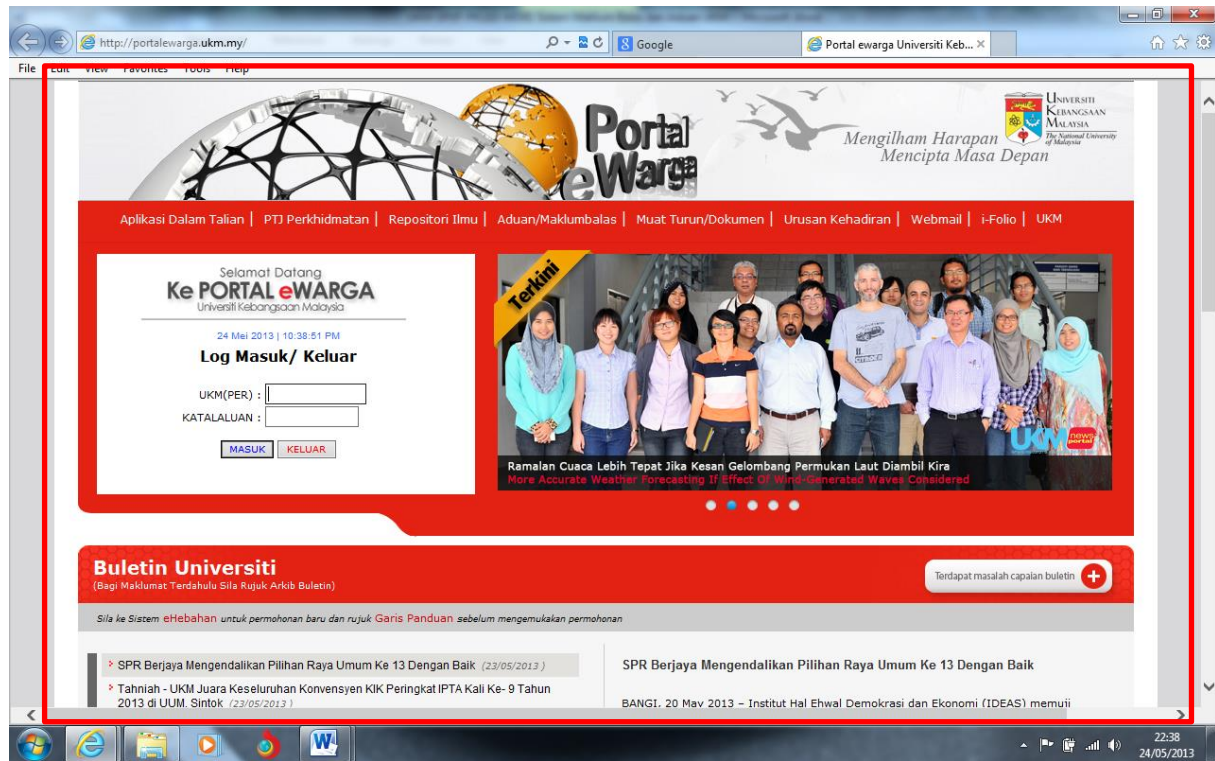 http://portalewarga.ukm.my/
Google
Portal ewarga Universiti Keb...
File Edit View Favorites Tools Help
Portal
eWarga
Mengilham Harapan
Mencipta Masa Depan
UNIVERSITI
KEBANGSAAN
MALAYSIA
The National University
of Malaysia
Aplikasi Dalam Talian | PTJ Perkhidmatan | Repositori Ilmu | Aduan/Maklumbalas | Muat Turun/Dokumen | Urusan Kehadiran | Webmail | i-Folio | UKM
Selamat Datang
Ke PORTAL eWARGA
Universiti Kebangsaan Malaysia
24 Mei 2013 | 10:38:51 PM
Log Masuk/ Keluar
UKM(PER) :
KATALALUAN :
MASUK KELUAR
Terkini
UKM news portal
Ramalan Cuaca Lebih Tepat Jika Kesan Gelombang Permukan Laut Diambil Kira
More Accurate Weather Forecasting If Effect Of Wind-Generated Waves Considered
Buletin Universiti
(Bagi Maklumat Terdahulu Sila Rujuk Arkib Buletin)
Terdapat masalah capaian buletin
Sila ke Sistem eHebahan untuk permohonan baru dan rujuk Garis Panduan sebelum mengemukakan permohonan
SPR Berjaya Mengendalikan Pilihan Raya Umum Ke 13 Dengan Baik (23/05/2013 )
Tahniah - UKM Juara Keseluruhan Konvensyen KIK Peringkat IPTA Kali Ke- 9 Tahun
2013 di UUM, Sintok (23/05/2013 )
SPR Berjaya Mengendalikan Pilihan Raya Umum Ke 13 Dengan Baik
BANGI, 20 May 2013 – Institut Hal Ehwal Demokrasi dan Ekonomi (IDEAS) memuji
22:38
24/05/2013